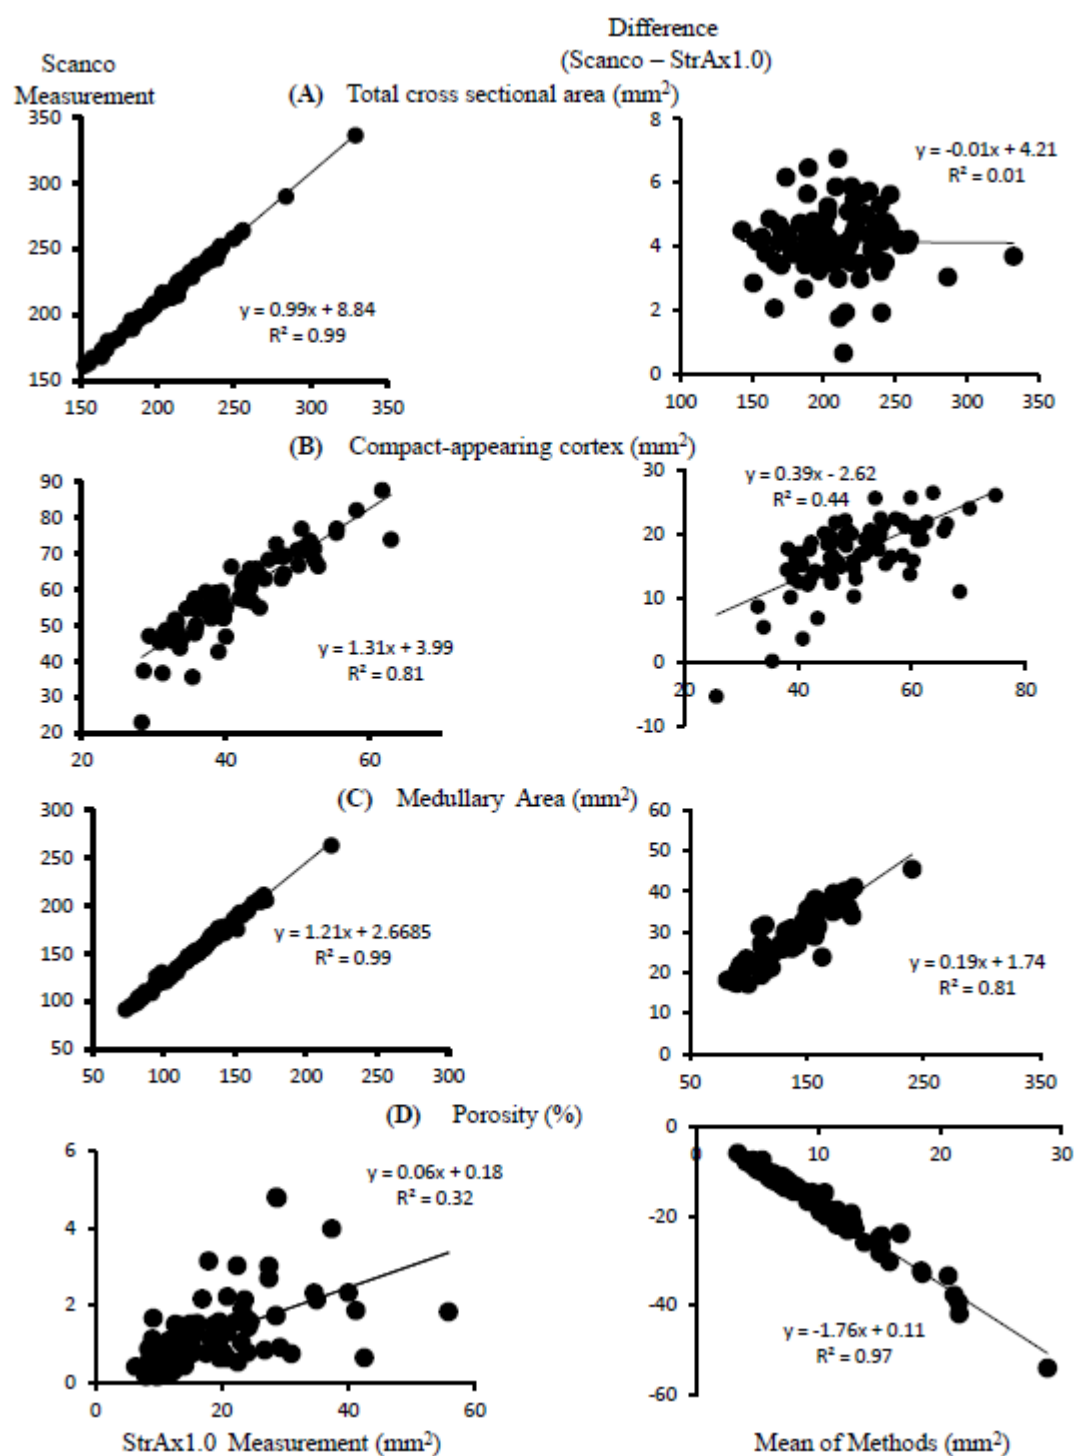 Difference
(Scanco – StrAx1.0)
Scanco
Measurement
(A) Total cross sectional area (mm²)
350
300
250
200
150
150 200 250 300 350
y = 0.99x + 8.84
R² = 0.99
8
6
4
2
0
100 150 200 250 300 350
y = -0.01x + 4.21
R² = 0.01
(B) Compact-appearing cortex (mm²)
90
80
70
60
50
40
30
20
20 40 60
y = 1.31x + 3.99
R² = 0.81
30
20
10
0
-10
20 40 60 80
y = 0.39x - 2.62
R² = 0.44
(C) Medullary Area (mm²)
300
250
200
150
100
50
50 100 150 200 250 300
y = 1.21x + 2.6685
R² = 0.99
60
50
40
30
20
10
0
50 150 250 350
y = 0.19x + 1.74
R² = 0.81
(D) Porosity (%)
6
4
2
0
0 20 40 60
y = 0.06x + 0.18
R² = 0.32
0
-20
-40
-60
0 10 20 30
y = -1.76x + 0.11
R² = 0.97
StrAx1.0 Measurement (mm²)
Mean of Methods (mm²)